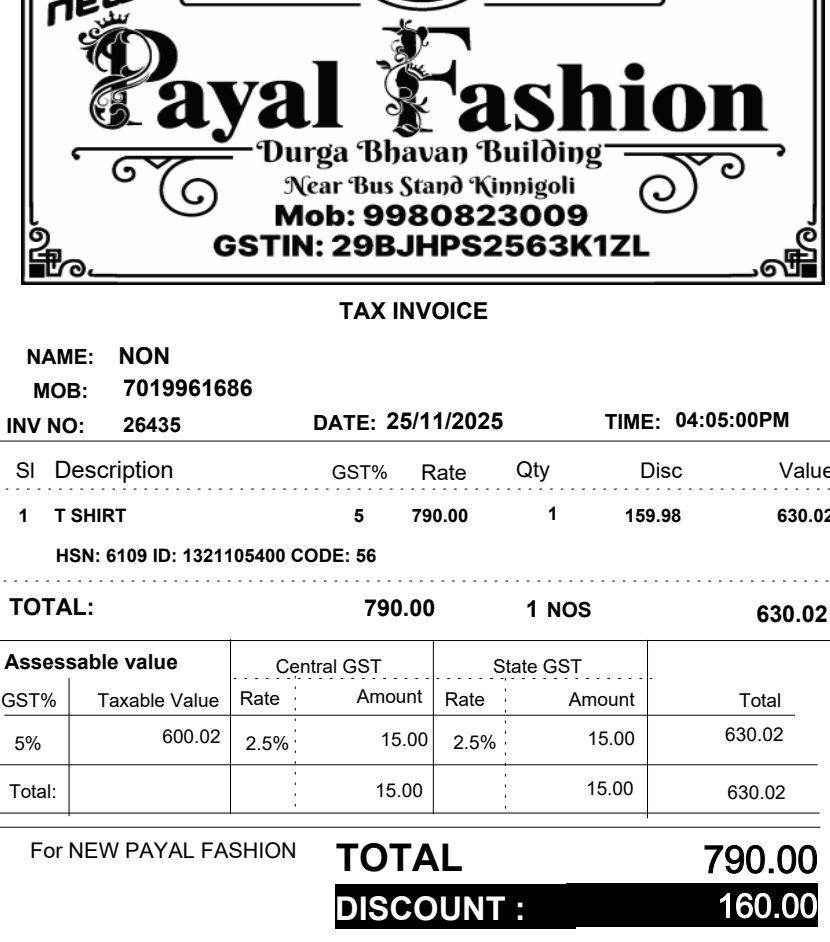 new
Payal Fashion
Durga Bhavan Building
Near Bus Stand Kinnigoli
Mob: 9980823009
GSTIN: 29BJHPS2563K1ZL
TAX INVOICE
NAME: NON
MOB: 7019961686
INV NO: 26435 DATE: 25/11/2025 TIME: 04:05:00PM
Sl Description GST% Rate Qty Disc Value
1 T SHIRT 5 790.00 1 159.98 630.02
HSN: 6109 ID: 1321105400 CODE: 56
TOTAL: 790.00 1 NOS 630.02
Assessable value Central GST State GST
GST% Taxable Value Rate Amount Rate Amount Total
5% 600.02 2.5% 15.00 2.5% 15.00 630.02
Total: 15.00 15.00 630.02
For NEW PAYAL FASHION TOTAL 790.00
DISCOUNT : 160.00